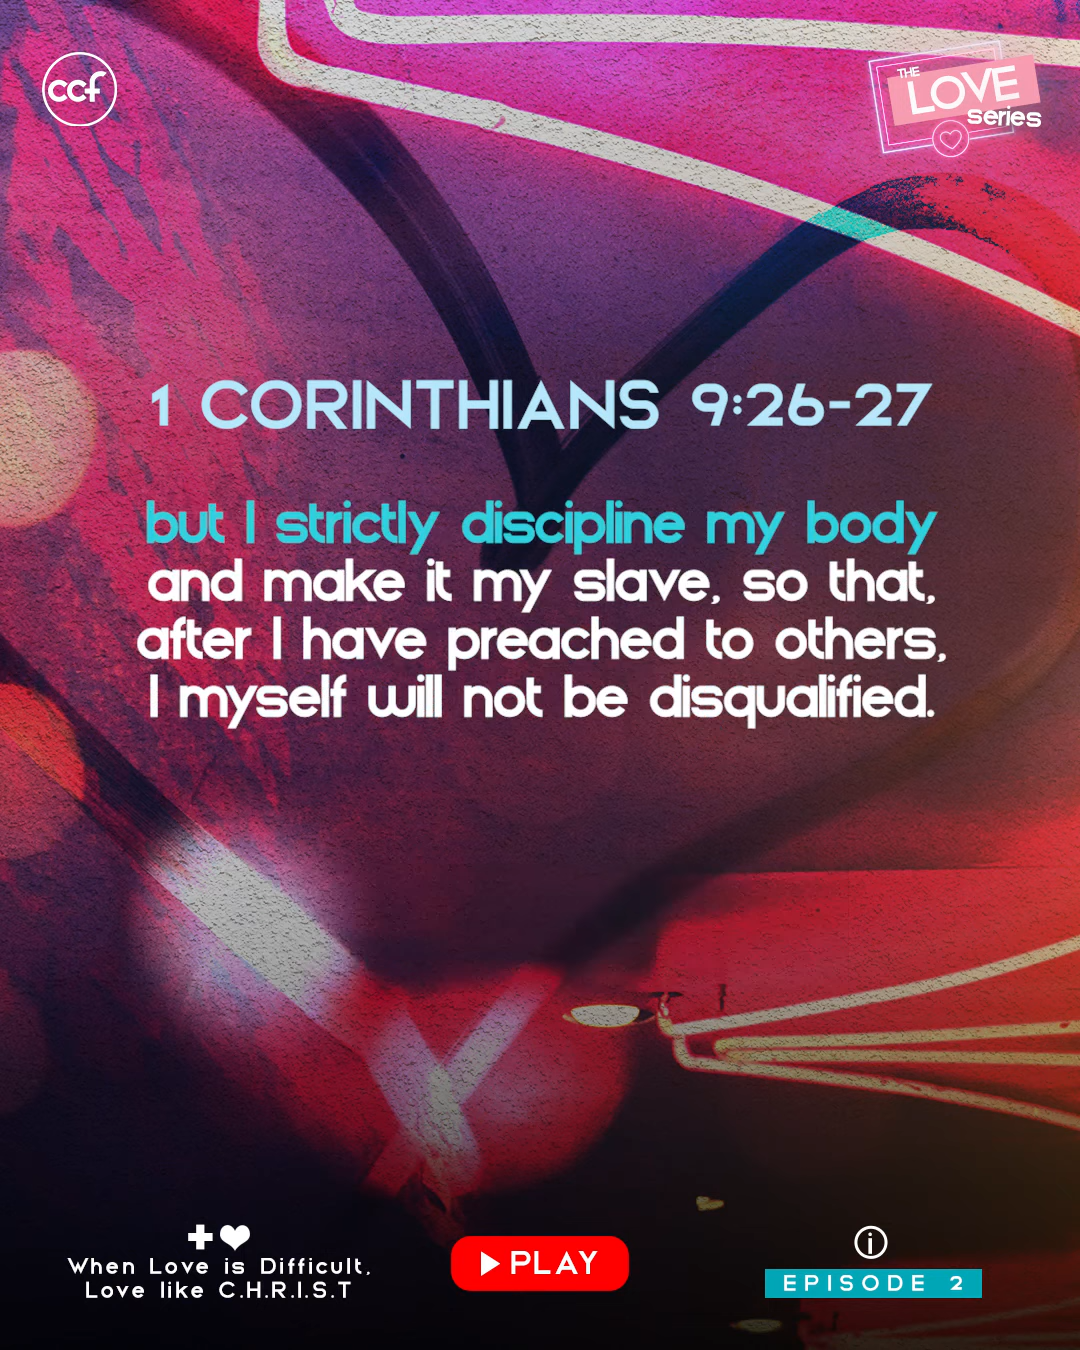 ccf
THE
LOVE
series
1 CORINTHIANS 9:26-27
but I strictly discipline my body
and make it my slave, so that,
after I have preached to others,
I myself will not be disqualified.
When Love is Difficult,
Love like C.H.R.I.S.T
PLAY
EPISODE 2